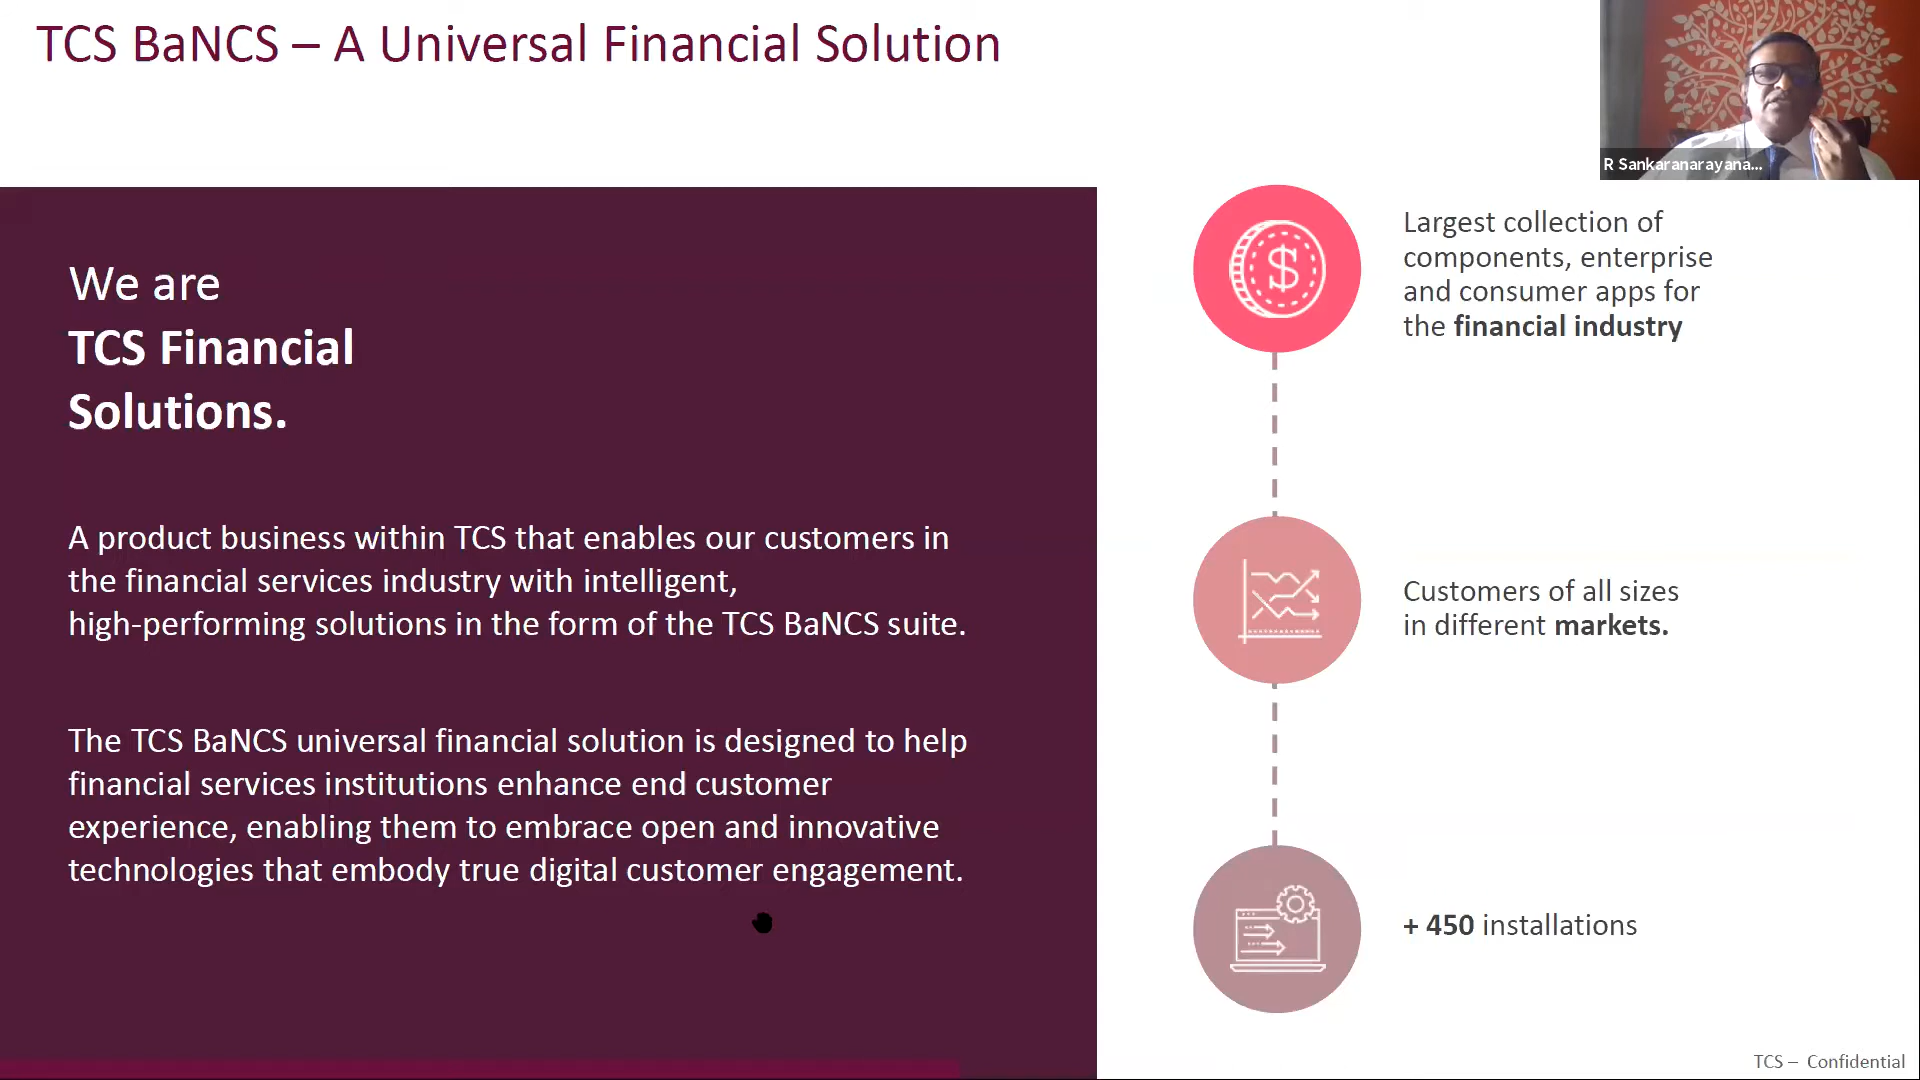 TCS BaNCS – A Universal Financial Solution
R Sankaranarayana...
We are
TCS Financial
Solutions.
A product business within TCS that enables our customers in
the financial services industry with intelligent,
high-performing solutions in the form of the TCS BaNCS suite.
The TCS BaNCS universal financial solution is designed to help
financial services institutions enhance end customer
experience, enabling them to embrace open and innovative
technologies that embody true digital customer engagement.
Largest collection of
components, enterprise
and consumer apps for
the financial industry
Customers of all sizes
in different markets.
+ 450 installations
TCS – Confidential